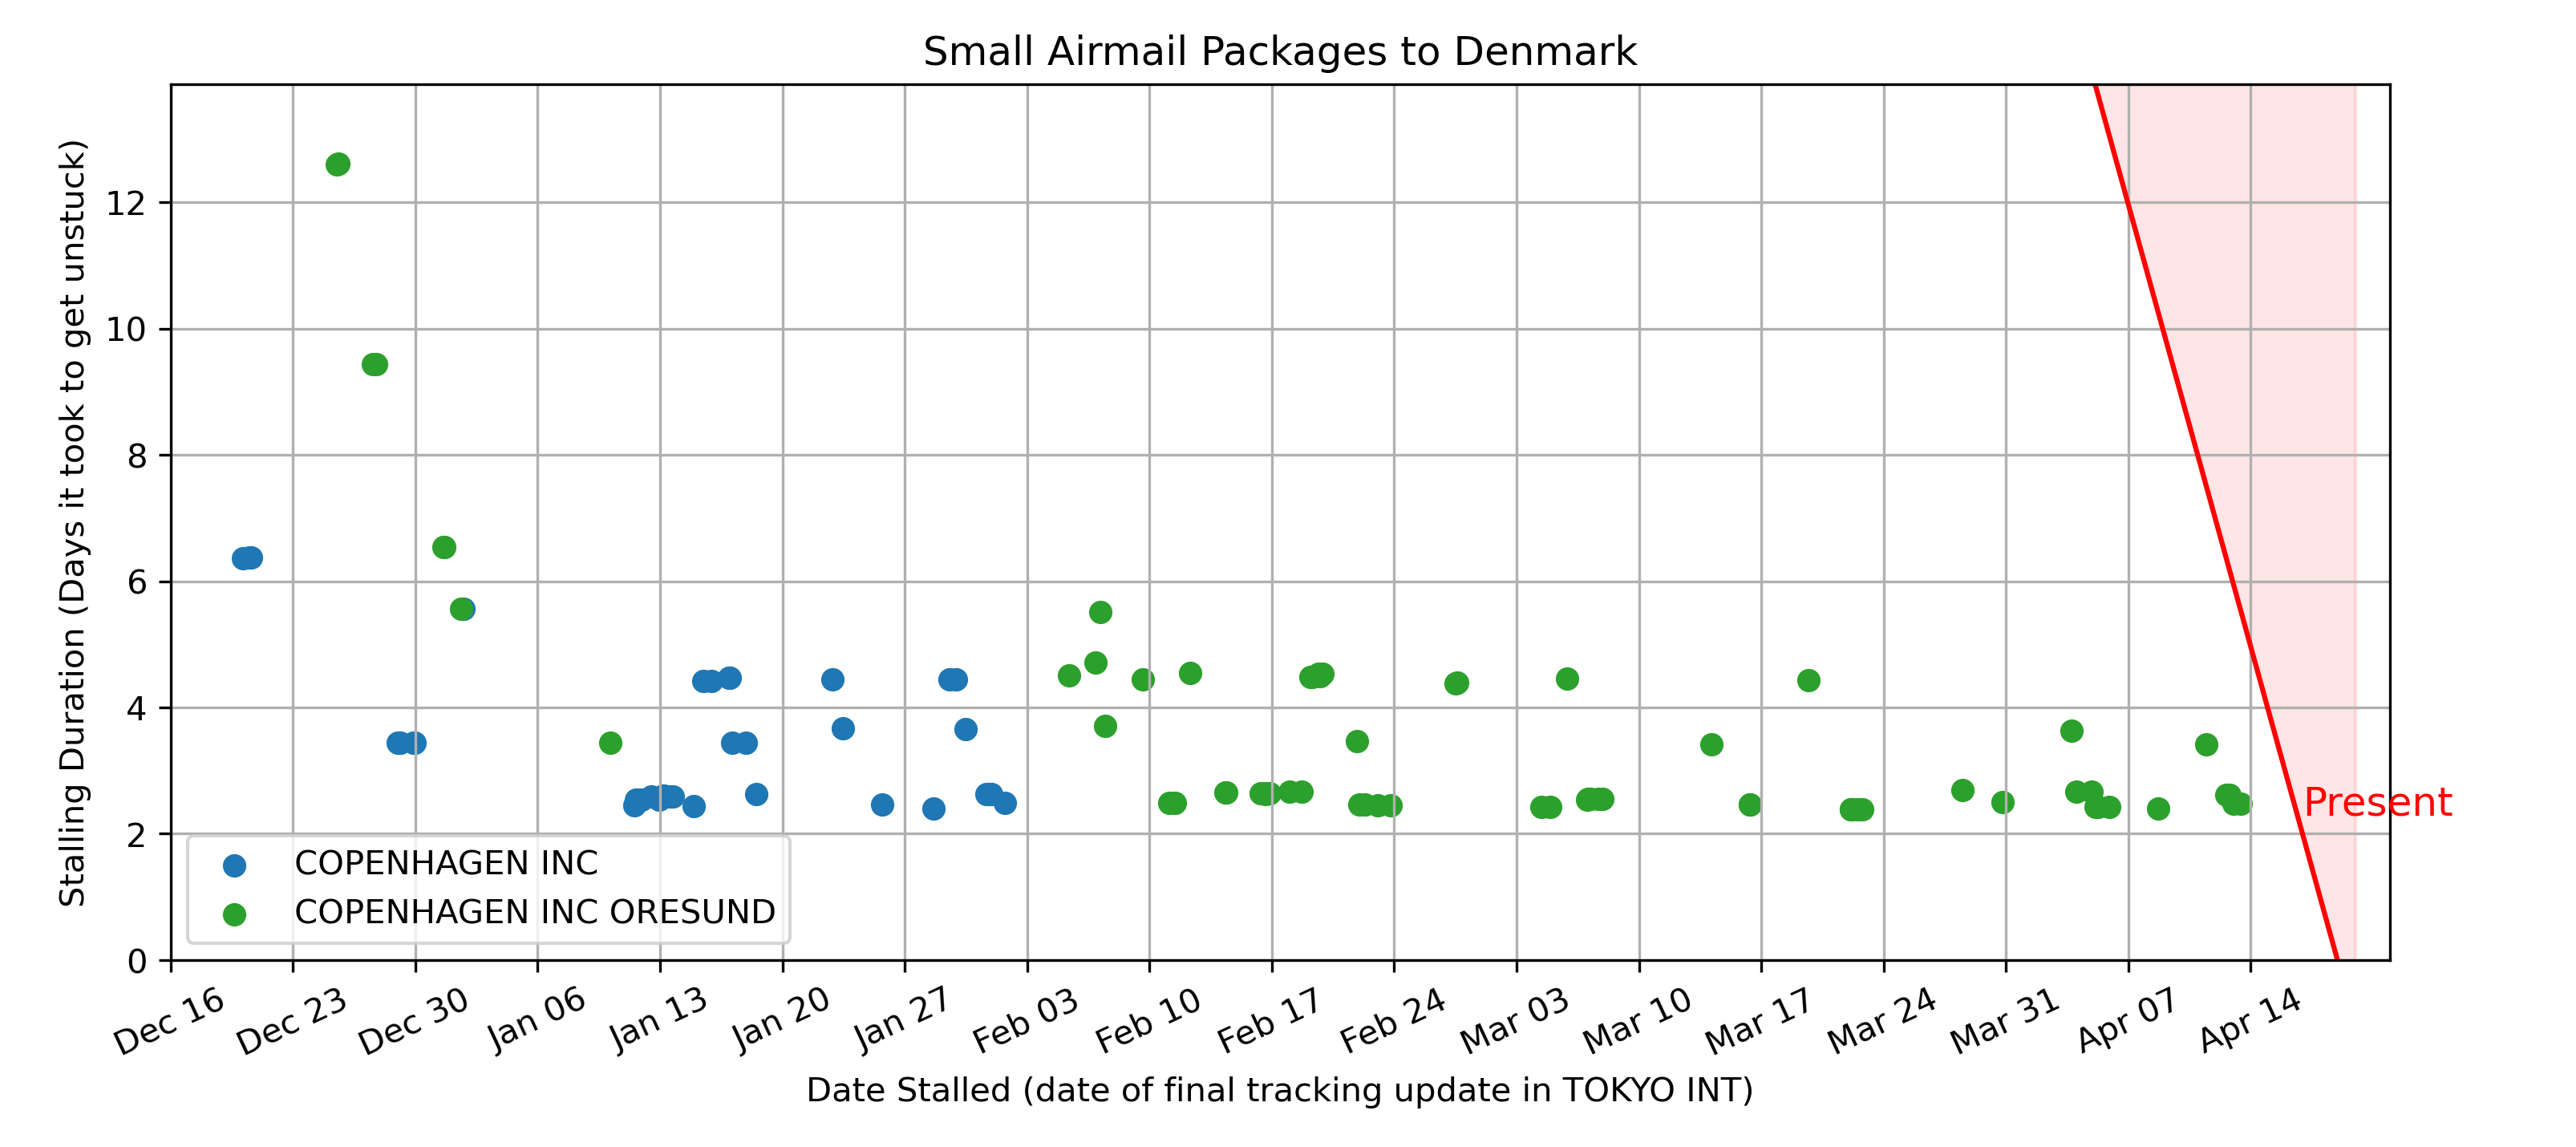 Small Airmail Packages to Denmark
Stalling Duration (Days it took to get unstuck)
12
10
8
6
4
2
0
Present
COPENHAGEN INC
COPENHAGEN INC ORESUND
Dec 16 Dec 23 Dec 30 Jan 06 Jan 13 Jan 20 Jan 27 Feb 03 Feb 10 Feb 17 Feb 24 Mar 03 Mar 10 Mar 17 Mar 24 Mar 31 Apr 07 Apr 14
Date Stalled (date of final tracking update in TOKYO INT)